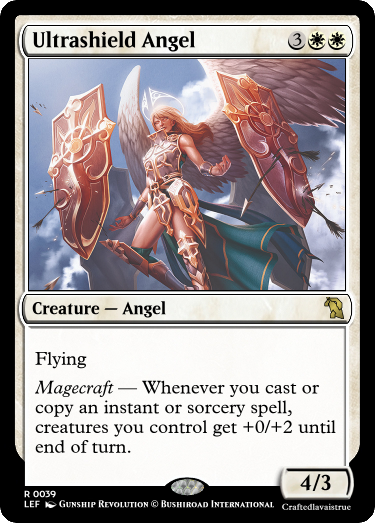 Ultrashield Angel 3
Creature — Angel
Flying
Magecraft — Whenever you cast or
copy an instant or sorcery spell,
creatures you control get +0/+2 until
end of turn.
4/3
R 0039
LEF Gunship Revolution © Bushiroad International
Craftedlavaistrue